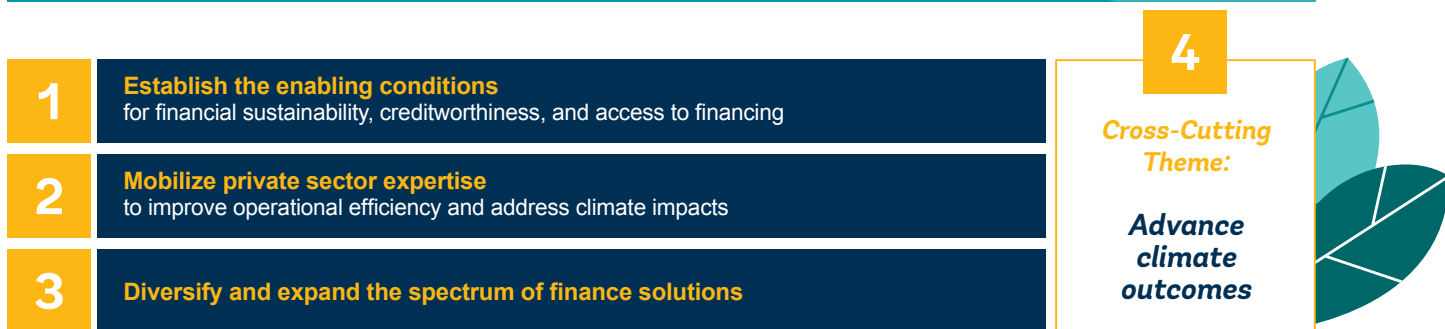 1
Establish the enabling conditions
for financial sustainability, creditworthiness, and access to financing
2
Mobilize private sector expertise
to improve operational efficiency and address climate impacts
3
Diversify and expand the spectrum of finance solutions
4
Cross-Cutting
Theme:
Advance
climate
outcomes